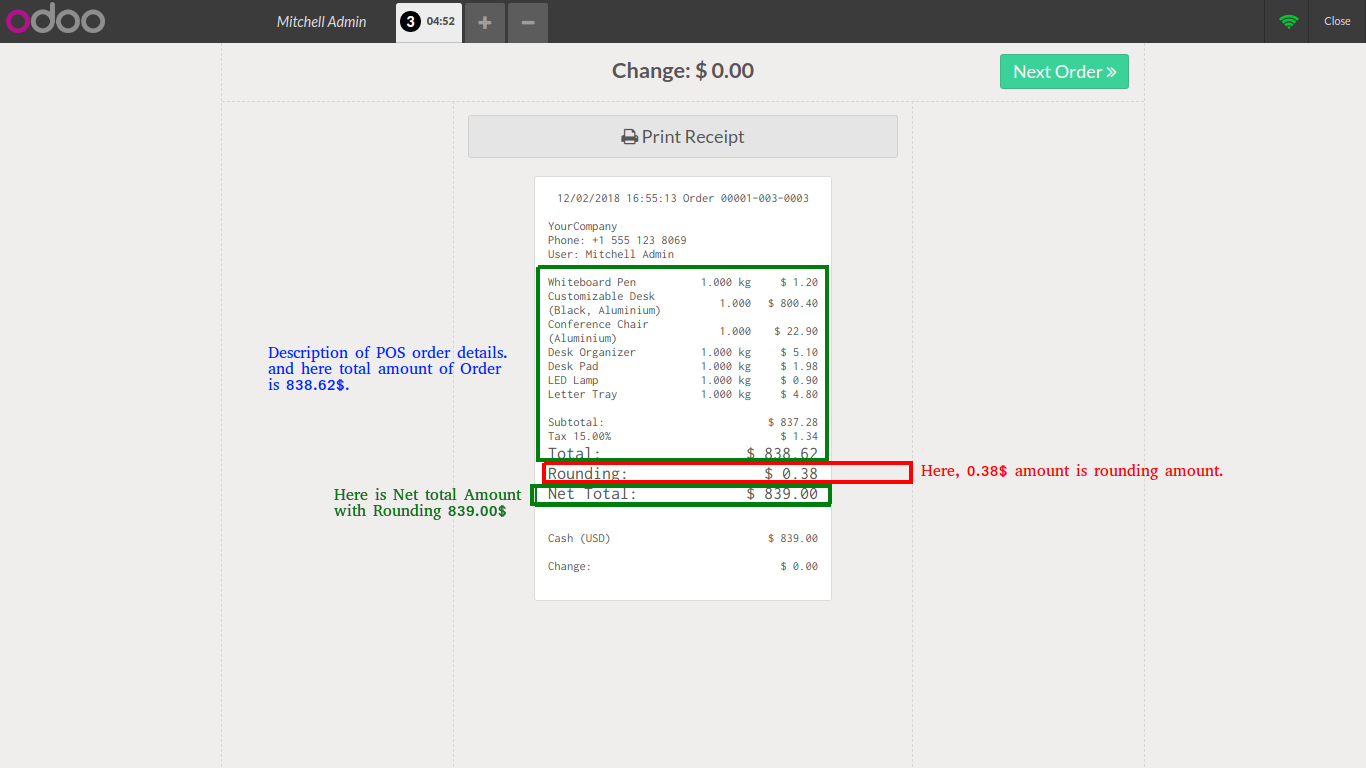 odoo
Mitchell Admin
3 04:52
Close
Change: $ 0.00
Next Order
Print Receipt
12/02/2018 16:55:13 Order 00001-003-0003
YourCompany
Phone: +1 555 123 8069
User: Mitchell Admin
Whiteboard Pen 1.000 kg $ 1.20
Customizable Desk
(Black, Aluminium) 1.000 $ 800.40
Conference Chair
(Aluminium) 1.000 $ 22.90
Desk Organizer 1.000 kg $ 5.10
Desk Pad 1.000 kg $ 1.98
LED Lamp 1.000 kg $ 0.90
Letter Tray 1.000 kg $ 4.80
Subtotal: $ 837.28
Tax 15.00% $ 1.34
Total: $ 838.62
Rounding: $ 0.38
Net Total: $ 839.00
Cash (USD) $ 839.00
Change: $ 0.00
Description of POS order details.
and here total amount of Order
is 838.62$.
Here, 0.38$ amount is rounding amount.
Here is Net total Amount
with Rounding 839.00$